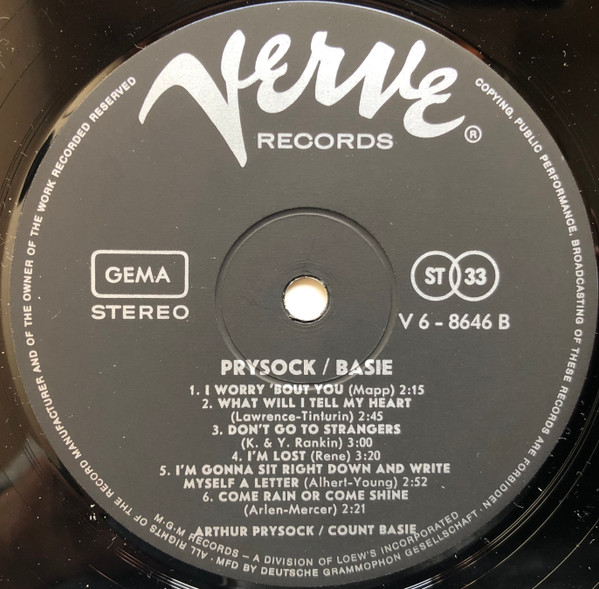 Verve
RECORDS
®
GEMA
STEREO
ST 33
V 6 - 8646 B
PRYSOCK / BASIE
1. I WORRY 'BOUT YOU (Mapp) 2:15
2. WHAT WILL I TELL MY HEART
(Lawrence-Tinturin) 2:45
3. DON'T GO TO STRANGERS
(K. & Y. Rankin) 3:00
4. I'M LOST (Rene) 3:20
5. I'M GONNA SIT RIGHT DOWN AND WRITE
MYSELF A LETTER (Alhert-Young) 2:52
6. COME RAIN OR COME SHINE
(Arlen-Mercer) 2:21
ARTHUR PRYSOCK / COUNT BASIE
M·G·M RECORDS – A DIVISION OF LOEW'S INCORPORATED
ALL RIGHTS OF THE RECORD MANUFACTURER AND OF THE OWNER OF THE WORK RECORDED RESERVED
COPYING, PUBLIC PERFORMANCE, BROADCASTING OF THESE RECORDS ARE FORBIDDEN · MFD BY DEUTSCHE GRAMMOPHON GESELLSCHAFT ·